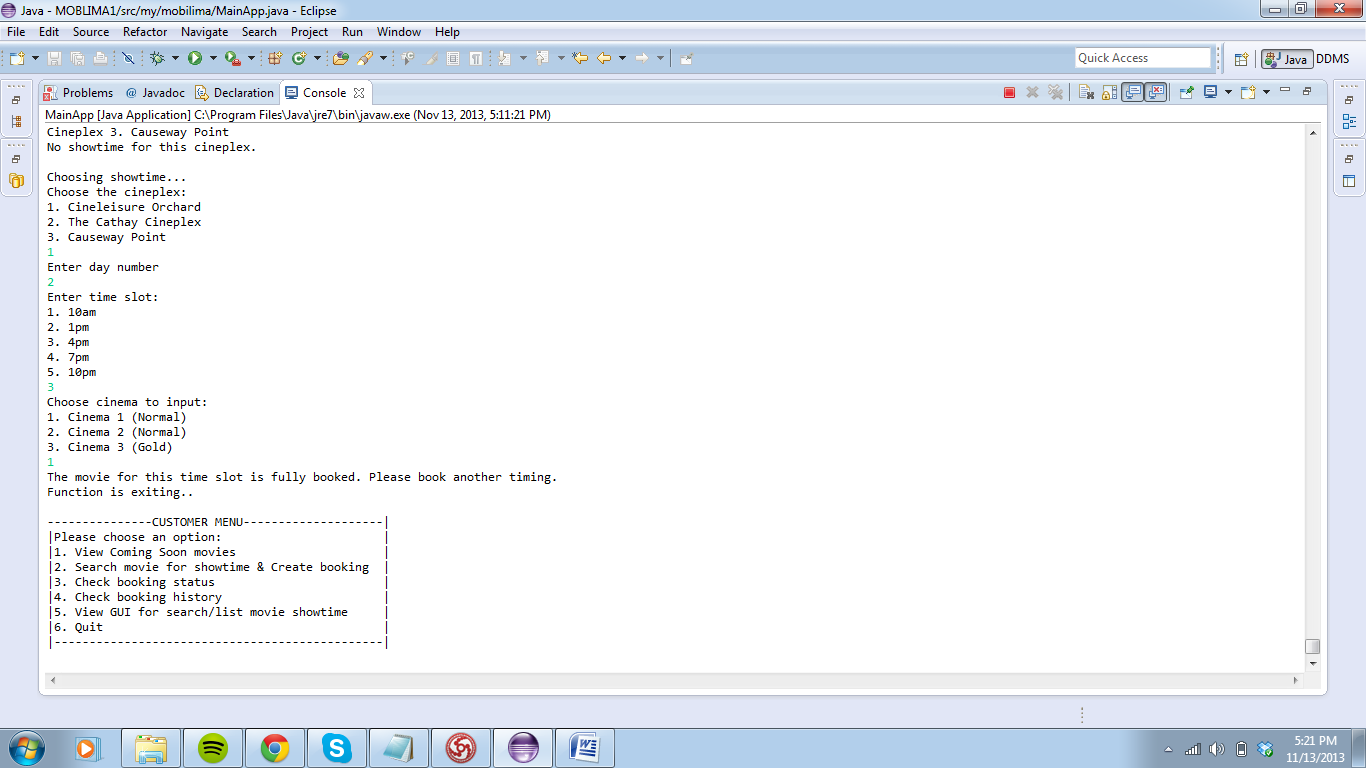 Java - MOBLIMA1/src/my/mobilima/MainApp.java - Eclipse
File Edit Source Refactor Navigate Search Project Run Window Help
Quick Access
Java
DDMS
Problems @ Javadoc Declaration Console
MainApp [Java Application] C:\Program Files\Java\jre7\bin\javaw.exe (Nov 13, 2013, 5:11:21 PM)
Cineplex 3. Causeway Point
No showtime for this cineplex.
Choosing showtime...
Choose the cineplex:
1. Cineleisure Orchard
2. The Cathay Cineplex
3. Causeway Point
1
Enter day number
2
Enter time slot:
1. 10am
2. 1pm
3. 4pm
4. 7pm
5. 10pm
3
Choose cinema to input:
1. Cinema 1 (Normal)
2. Cinema 2 (Normal)
3. Cinema 3 (Gold)
1
The movie for this time slot is fully booked. Please book another timing.
Function is exiting..
---------------CUSTOMER MENU--------------------|
|Please choose an option: |
|1. View Coming Soon movies |
|2. Search movie for showtime & Create booking |
|3. Check booking status |
|4. Check booking history |
|5. View GUI for search/list movie showtime |
|6. Quit |
|-----------------------------------------------|
5:21 PM
11/13/2013